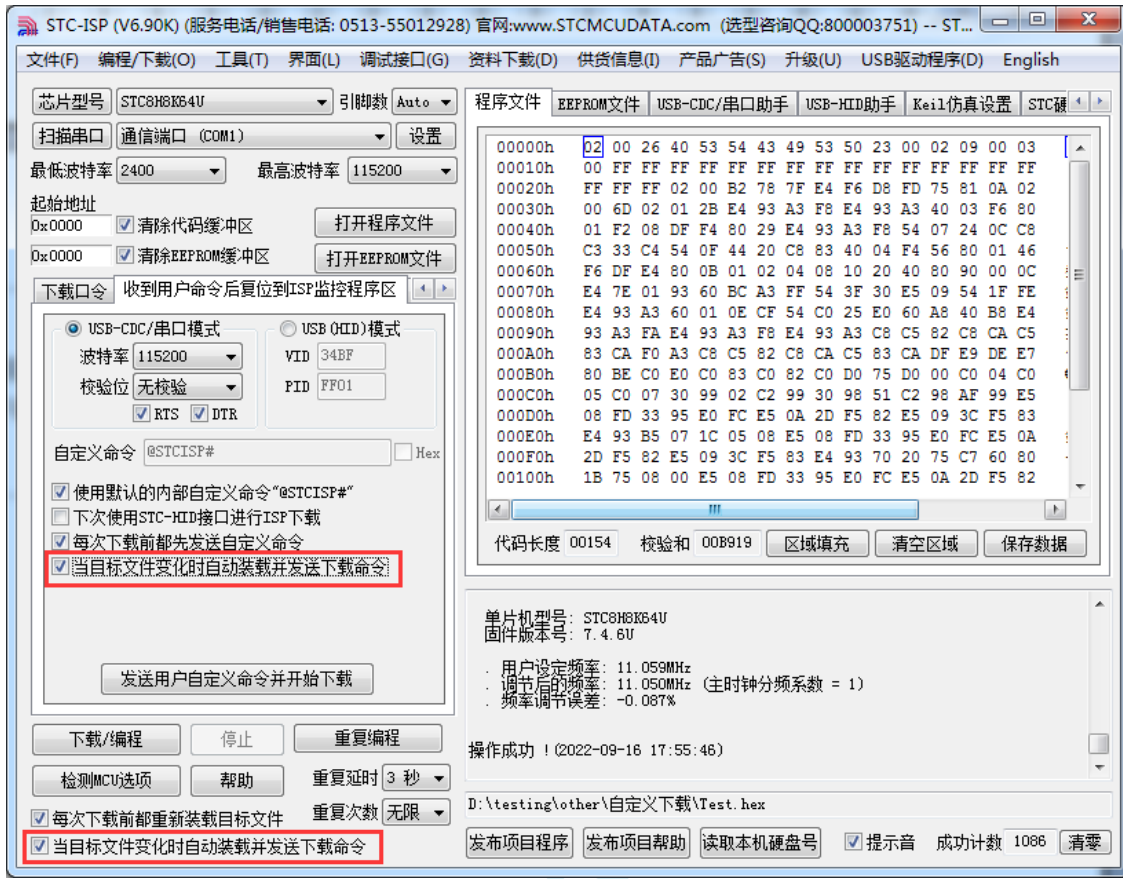 STC-ISP (V6.90K) (服务电话/销售电话: 0513-55012928) 官网:www.STCMCUDATA.com (选型咨询QQ:800003751) -- ST...
文件(F) 编程/下载(O) 工具(T) 界面(L) 调试接口(G) 资料下载(D) 供货信息(I) 产品广告(S) 升级(U) USB驱动程序(D) English
芯片型号 STC8H8K64U 引脚数 Auto
扫描串口 通信端口 (COM1) 设置
最低波特率 2400 最高波特率 115200
起始地址
0x0000 清除代码缓冲区 打开程序文件
0x0000 清除EEPROM缓冲区 打开EEPROM文件
下载口令 收到用户命令后复位到ISP监控程序区
USB-CDC/串口模式 USB(HID)模式
波特率 115200 VID 34BF
校验位 无校验 PID FF01
RTS DTR
自定义命令 @STCISP# Hex
使用默认的内部自定义命令"@STCISP#"
下次使用STC-HID接口进行ISP下载
每次下载前都先发送自定义命令
当目标文件变化时自动装载并发送下载命令
发送用户自定义命令并开始下载
下载/编程 停止 重复编程
检测MCU选项 帮助 重复延时 3 秒
每次下载前都重新装载目标文件 重复次数 无限
当目标文件变化时自动装载并发送下载命令
程序文件 EEPROM文件 USB-CDC/串口助手 USB-HID助手 Keil仿真设置 STC硬
00000h 02 00 26 40 53 54 43 49 53 50 23 00 02 09 00 03
00010h 00 FF FF FF FF FF FF FF FF FF FF FF FF FF FF FF
00020h FF FF FF 02 00 B2 78 7F E4 F6 D8 FD 75 81 0A 02
00030h 00 6D 02 01 2B E4 93 A3 F8 E4 93 A3 40 03 F6 80
00040h 01 F2 08 DF F4 80 29 E4 93 A3 F8 54 07 24 0C C8
00050h C3 33 C4 54 0F 44 20 C8 83 40 04 F4 56 80 01 46
00060h F6 DF E4 80 0B 01 02 04 08 10 20 40 80 90 00 0C
00070h E4 7E 01 93 60 BC A3 FF 54 3F 30 E5 09 54 1F FE
00080h E4 93 A3 60 01 0E CF 54 C0 25 E0 60 A8 40 B8 E4
00090h 93 A3 FA E4 93 A3 F8 E4 93 A3 C8 C5 82 C8 CA C5
000A0h 83 CA F0 A3 C8 C5 82 C8 CA C5 83 CA DF E9 DE E7
000B0h 80 BE C0 E0 C0 83 C0 82 C0 D0 75 D0 00 C0 04 C0
000C0h 05 C0 07 30 99 02 C2 99 30 98 51 C2 98 AF 99 E5
000D0h 08 FD 33 95 E0 FC E5 0A 2D F5 82 E5 09 3C F5 83
000E0h E4 93 B5 07 1C 05 08 E5 08 FD 33 95 E0 FC E5 0A
000F0h 2D F5 82 E5 09 3C F5 83 E4 93 70 20 75 C7 60 80
00100h 1B 75 08 00 E5 08 FD 33 95 E0 FC E5 0A 2D F5 82
代码长度 00154 校验和 00B919 区域填充 清空区域 保存数据
单片机型号: STC8H8K64U
固件版本号: 7.4.6U
. 用户设定频率: 11.059MHz
. 调节后的频率: 11.050MHz (主时钟分频系数 = 1)
. 频率调节误差: -0.087%
操作成功 !(2022-09-16 17:55:46)
D:\testing\other\自定义下载\Test.hex
发布项目程序 发布项目帮助 读取本机硬盘号 提示音 成功计数 1086 清零